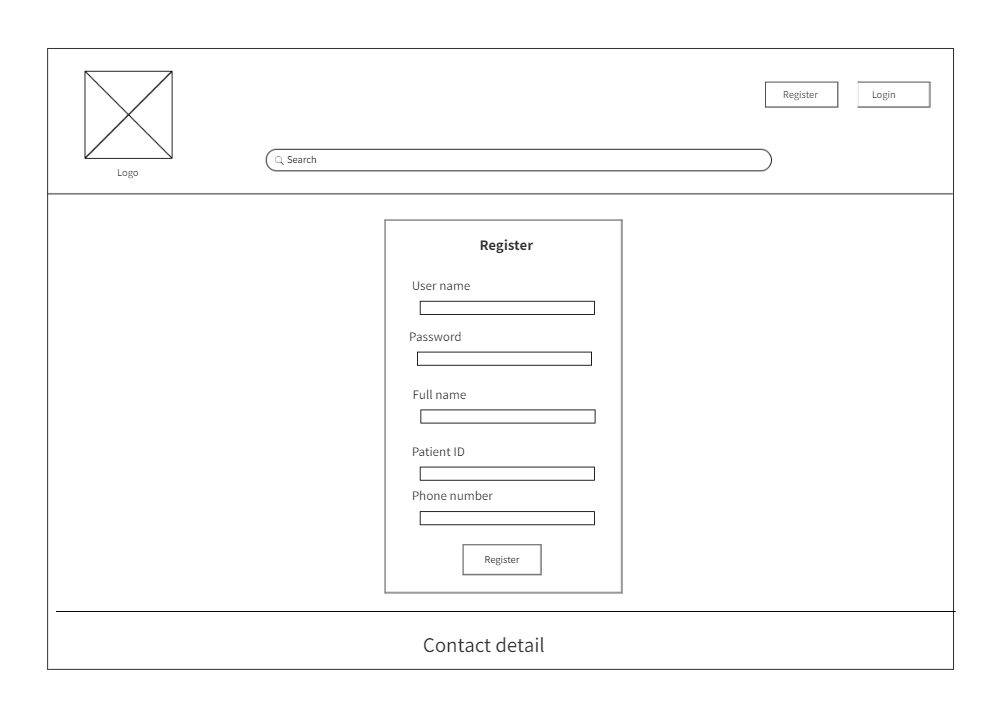 Register
Login
Search
Logo
Register
User name
Password
Full name
Patient ID
Phone number
Register
Contact detail